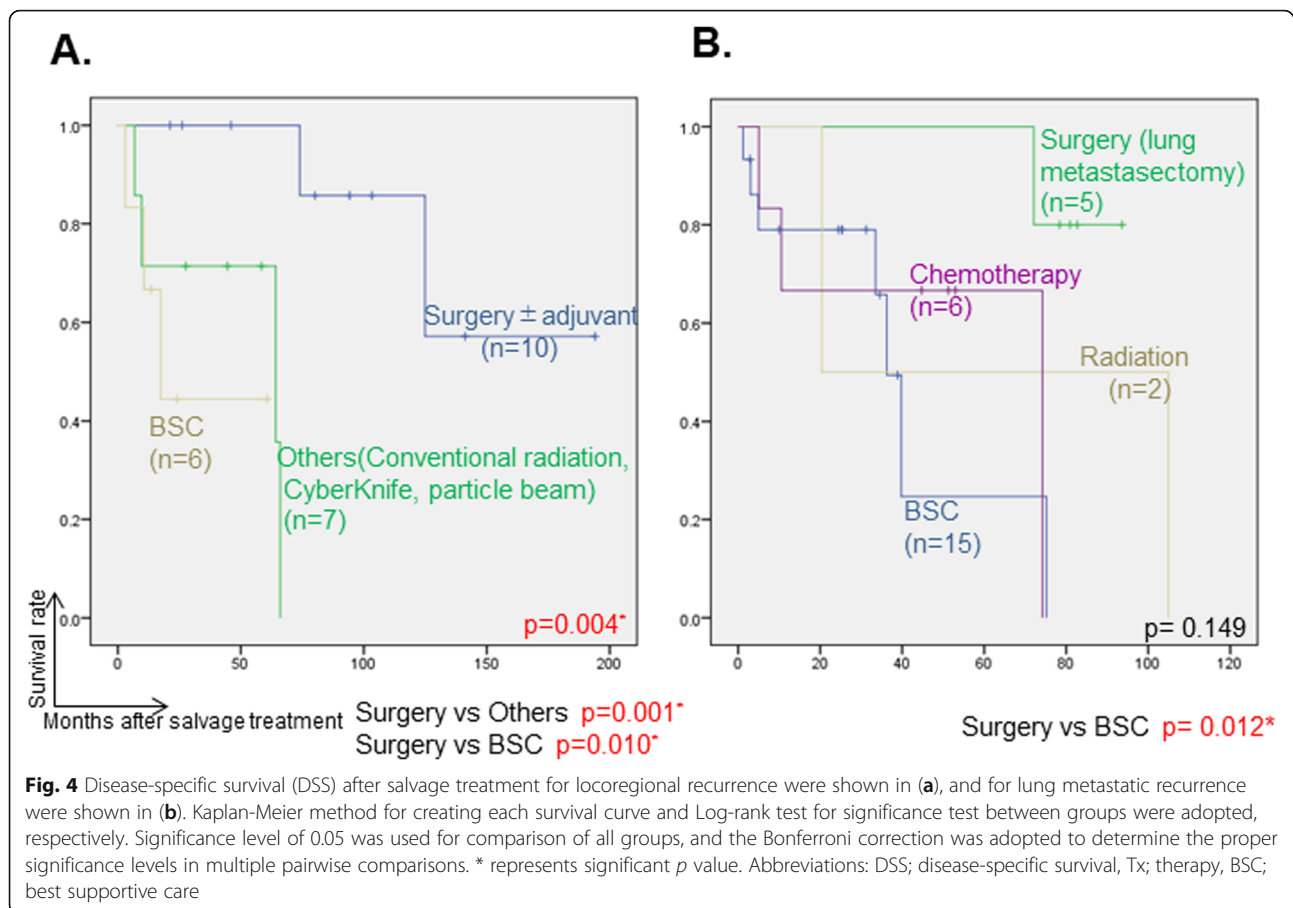 A.
B.
1.0
0.8
0.6
0.4
0.2
0.0
Surgery ± adjuvant
(n=10)
BSC
(n=6)
Others(Conventional radiation,
CyberKnife, particle beam)
(n=7)
p=0.004*
0 50 100 150 200
Survival rate
Months after salvage treatment
Surgery vs Others p=0.001*
Surgery vs BSC p=0.010*
1.0
0.8
0.6
0.4
0.2
0.0
Surgery (lung
metastasectomy)
(n=5)
Chemotherapy
(n=6)
Radiation
(n=2)
BSC
(n=15)
p= 0.149
0 20 40 60 80 100 120
Surgery vs BSC p= 0.012*
Fig. 4 Disease-specific survival (DSS) after salvage treatment for locoregional recurrence were shown in (a), and for lung metastatic recurrence
were shown in (b). Kaplan-Meier method for creating each survival curve and Log-rank test for significance test between groups were adopted,
respectively. Significance level of 0.05 was used for comparison of all groups, and the Bonferroni correction was adopted to determine the proper
significance levels in multiple pairwise comparisons. * represents significant p value. Abbreviations: DSS; disease-specific survival, Tx; therapy, BSC;
best supportive care